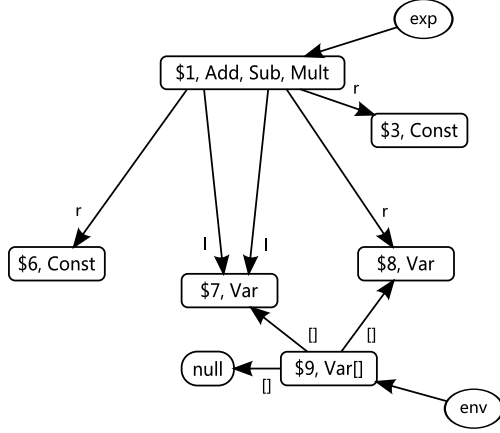 exp
$1, Add, Sub, Mult
r
$3, Const
r
l
l
r
$6, Const
$7, Var
$8, Var
[]
[]
null
[]
$9, Var[]
env